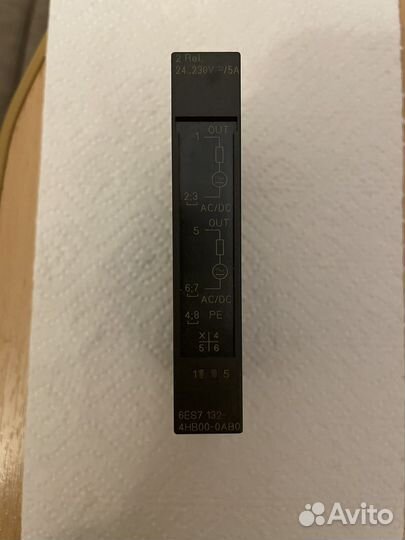 2 Rel.
24..230V ≂/5A
OUT
1
2;3
AC/DC
OUT
5
6;7
AC/DC
4;8 PE
X 4
5 6
1 5
6ES7 132-
4HB00-0AB0
Avito